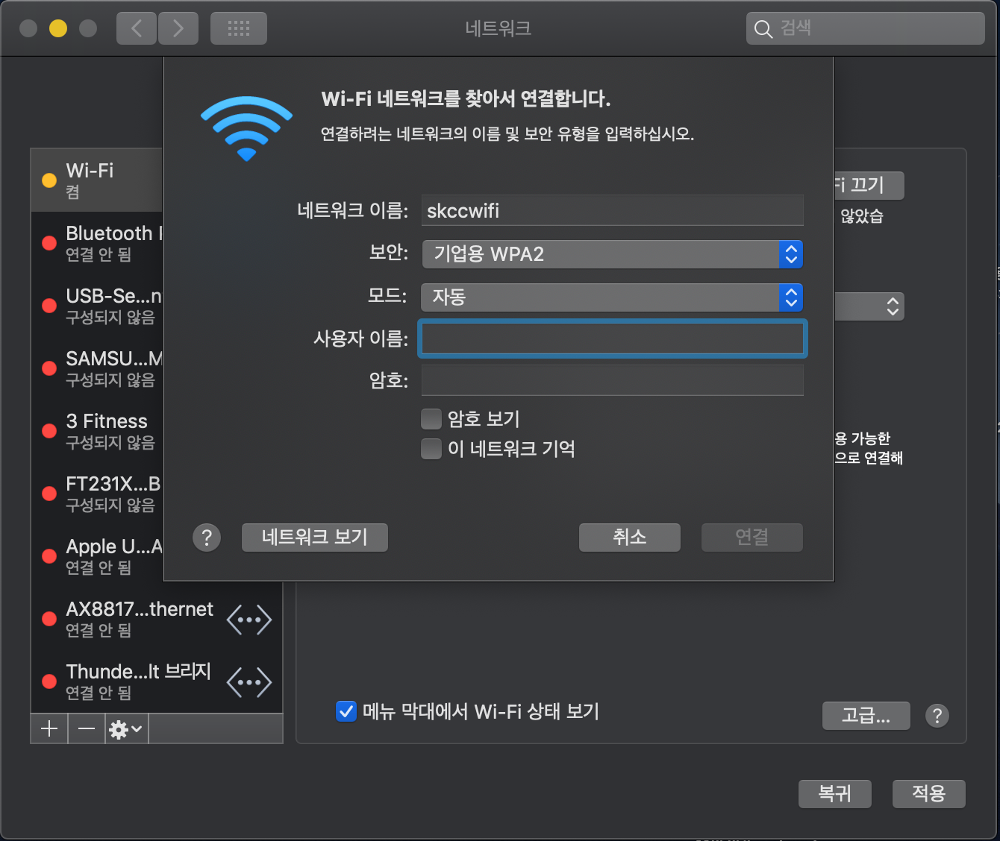 네트워크
검색
Wi-Fi 네트워크를 찾아서 연결합니다.
연결하려는 네트워크의 이름 및 보안 유형을 입력하십시오.
네트워크 이름: skccwifi
보안: 기업용 WPA2
모드: 자동
사용자 이름:
암호:
암호 보기
이 네트워크 기억
? 네트워크 보기 취소 연결
Wi-Fi
켬
Bluetooth
연결 안 됨
USB-Se...n
구성되지 않음
SAMSU...M
구성되지 않음
3 Fitness
구성되지 않음
FT231X...B
구성되지 않음
Apple U...A
연결 안 됨
AX8817...thernet
연결 안 됨
Thunde...lt 브리지
연결 안 됨
Fi 끄기
않았습
용 가능한
으로 연결해
메뉴 막대에서 Wi-Fi 상태 보기
고급... ?
복귀 적용